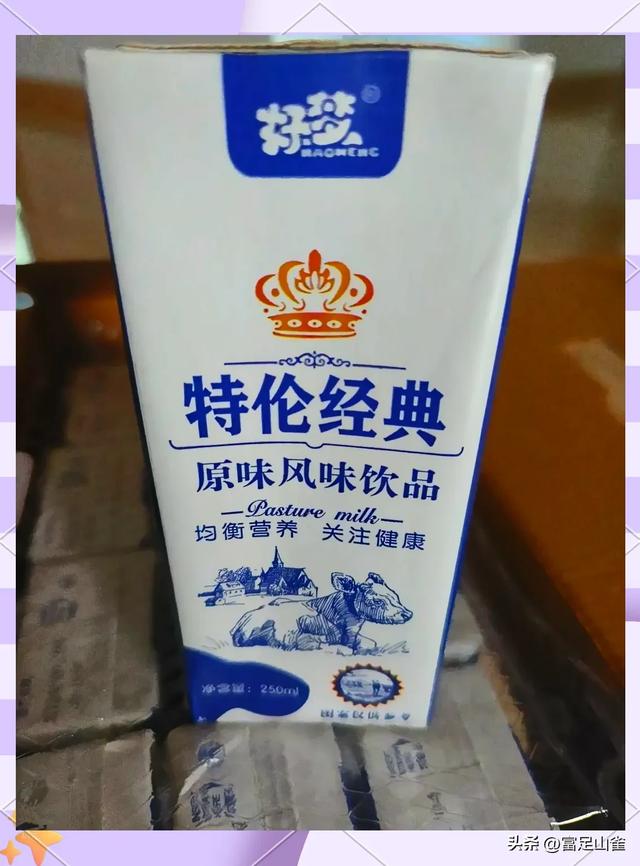 好梦®
HAOMENG
特伦经典
原味风味饮品
Pasture milk
均衡营养 关注健康
净含量：250ml
头条 @富足山雀